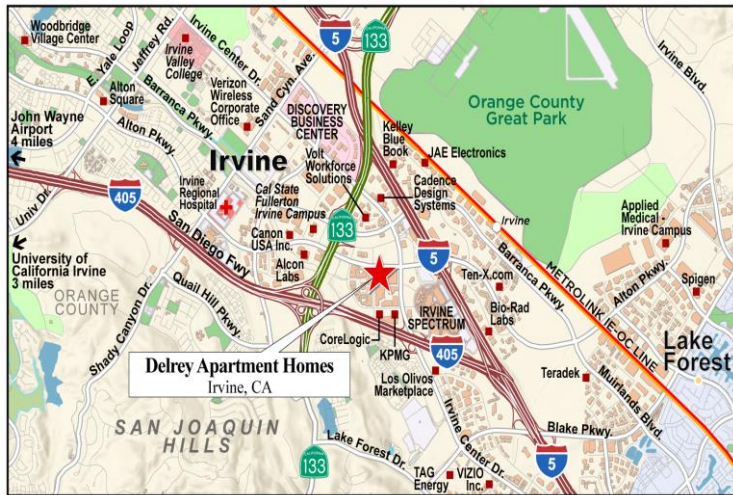 Woodbridge
Village Center
E. Yale Loop
Jeffrey Rd.
Irvine
Valley
College
Irvine
Center Dr.
Sand Cyn. Ave.
5
CALIFORNIA
133
Irvine Blvd.
Alton
Square
Barranca Pkwy.
Verizon
Wireless
Corporate
Office
DISCOVERY
BUSINESS
CENTER
Orange County
Great Park
John Wayne
Airport
4 miles
Alton Pkwy.
Irvine
Kelley
Blue
Book
JAE Electronics
Volt
Workforce
Solutions
Cadence
Design
Systems
405
Univ Dr.
Irvine
Regional
Hospital
Cal State
Fullerton
Irvine Campus
133
Irvine
Applied
Medical -
Irvine Campus
San Diego Fwy
Canon
USA Inc.
Alcon
Labs
5
Barranca
Pkwy.
METROLINK IE-OC LINE
Alton Pkwy.
University of
California Irvine
3 miles
ORANGE
COUNTY
Quail Hill Pkwy.
Shady Canyon Dr.
Ten-X.com
Spigen
Bio-Rad
Labs
IRVINE
SPECTRUM
CoreLogic
KPMG
405
Lake
Forest
Delrey Apartment Homes
Irvine, CA
Los Olivos
Marketplace
Teradek
Muirlands Blvd.
SAN JOAQUIN
HILLS
Irvine
Center Dr.
Blake Pkwy.
CALIFORNIA
133
Lake Forest Dr.
5
TAG
Energy
VIZIO
Inc.